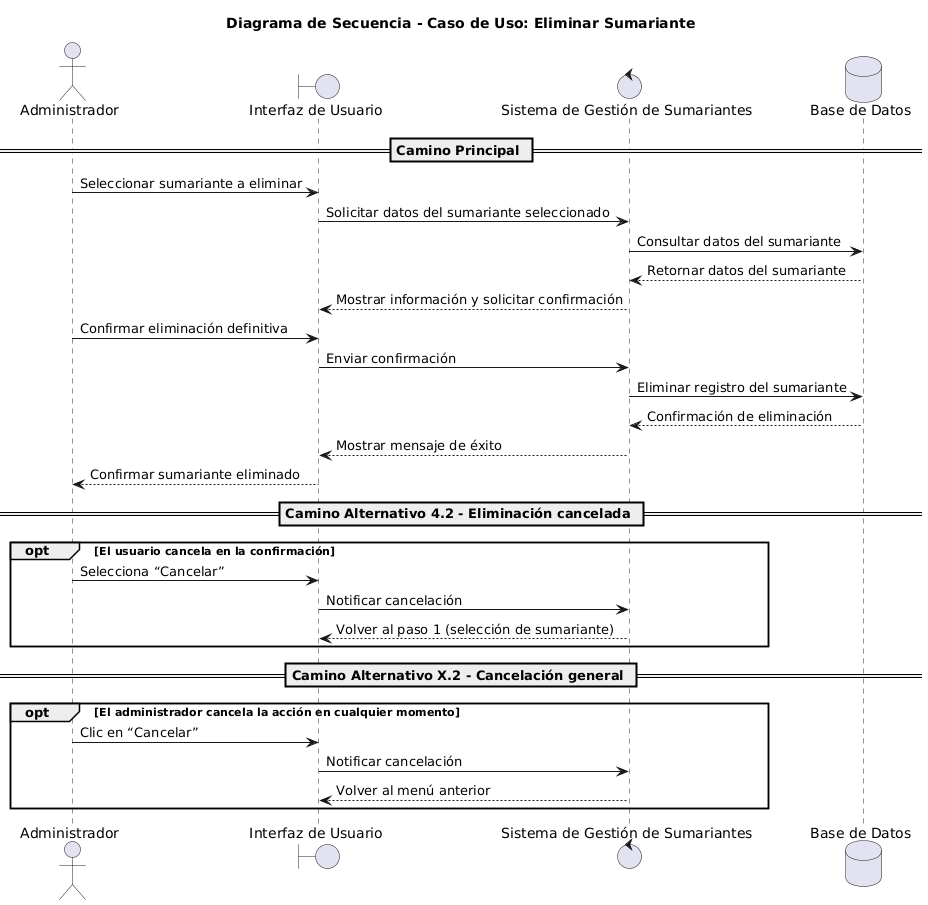 Diagrama de Secuencia - Caso de Uso: Eliminar Sumariante
Administrador
Interfaz de Usuario
Sistema de Gestión de Sumariantes
Base de Datos
Camino Principal
Seleccionar sumariante a eliminar
Solicitar datos del sumariante seleccionado
Consultar datos del sumariante
Retornar datos del sumariante
Mostrar información y solicitar confirmación
Confirmar eliminación definitiva
Enviar confirmación
Eliminar registro del sumariante
Confirmación de eliminación
Mostrar mensaje de éxito
Confirmar sumariante eliminado
Camino Alternativo 4.2 - Eliminación cancelada
opt
[El usuario cancela en la confirmación]
Selecciona “Cancelar”
Notificar cancelación
Volver al paso 1 (selección de sumariante)
Camino Alternativo X.2 - Cancelación general
opt
[El administrador cancela la acción en cualquier momento]
Clic en “Cancelar”
Notificar cancelación
Volver al menú anterior
Administrador
Interfaz de Usuario
Sistema de Gestión de Sumariantes
Base de Datos